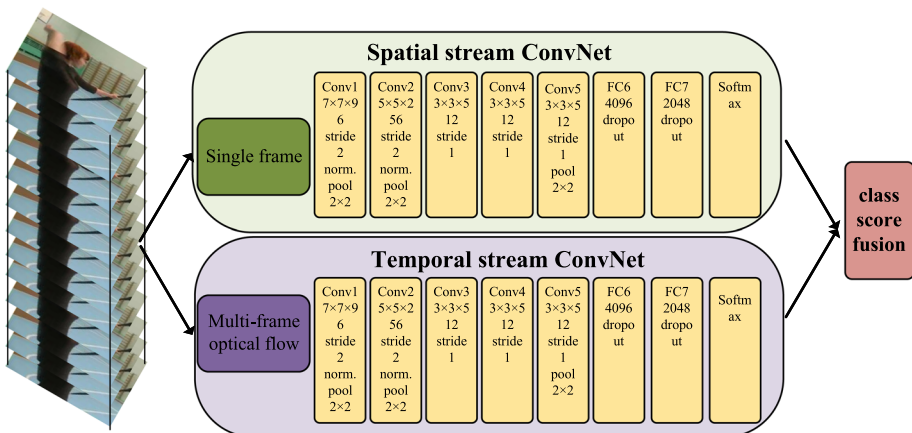 Spatial stream ConvNet
Single frame
Conv1
7×7×9
6
stride
2
norm.
pool
2×2
Conv2
5×5×2
56
stride
2
norm.
pool
2×2
Conv3
3×3×5
12
stride
1
Conv4
3×3×5
12
stride
1
Conv5
3×3×5
12
stride
1
pool
2×2
FC6
4096
dropo
ut
FC7
2048
dropo
ut
Softm
ax
Temporal stream ConvNet
Multi-frame
optical flow
Conv1
7×7×9
6
stride
2
norm.
pool
2×2
Conv2
5×5×2
56
stride
2
norm.
pool
2×2
Conv3
3×3×5
12
stride
1
Conv4
3×3×5
12
stride
1
Conv5
3×3×5
12
stride
1
pool
2×2
FC6
4096
dropo
ut
FC7
2048
dropo
ut
Softm
ax
class
score
fusion